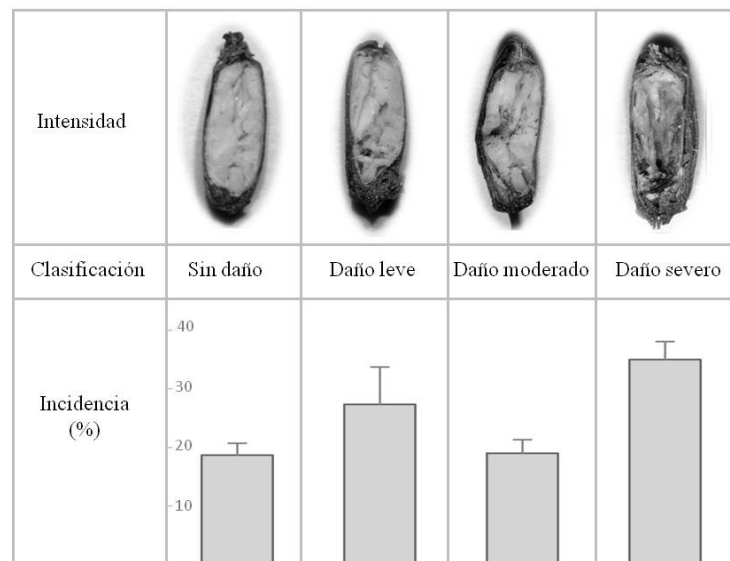 Intensidad
Clasificación
Sin daño
Daño leve
Daño moderado
Daño severo
Incidencia
(%)
40
30
20
10